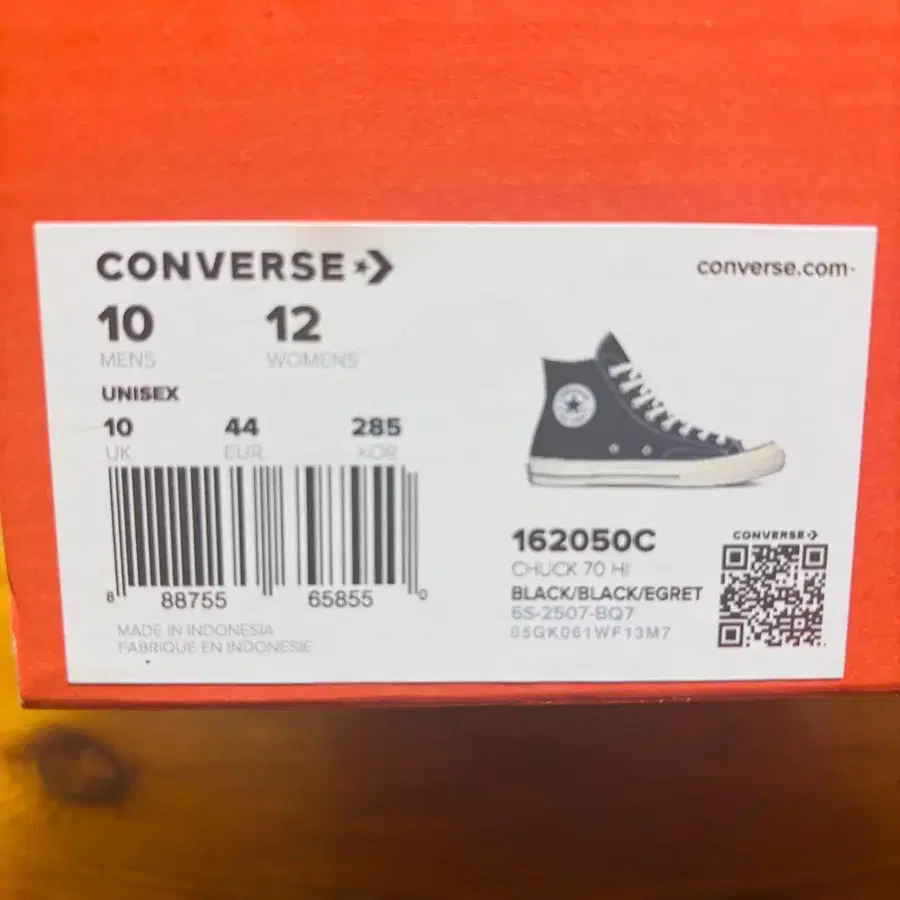 CONVERSE
converse.com
10 12
MENS WOMENS
UNISEX
10 44 285
UK EUR KOR
8 88755 65855 0
MADE IN INDONESIA
FABRIQUE EN INDONESIE
162050C
CHUCK 70 HI
BLACK/BLACK/EGRET
6S-2507-BQ7
05GK061WF13M7
CONVERSE